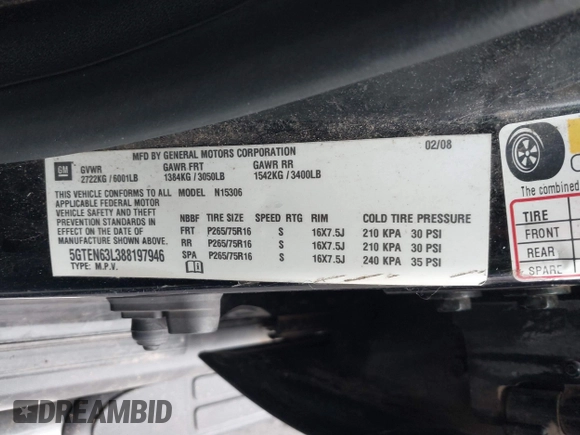 MFD BY GENERAL MOTORS CORPORATION 02/08
GM GVWR GAWR FRT GAWR RR
2722KG / 6001LB 1384KG / 3050LB 1542KG / 3400LB
THIS VEHICLE CONFORMS TO ALL MODEL N15306
APPLICABLE FEDERAL MOTOR
VEHICLE SAFETY STANDARDS NBBF TIRE SIZE SPEED RTG RIM COLD TIRE PRESSURE
IN EFFECT ON THE DATE FRT P265/75R16 S 16X7.5J 210 KPA 30 PSI
OF MANUFACTURE SHOWN ABOVE. RR P265/75R16 S 16X7.5J 210 KPA 30 PSI
5GTEN63L388197946 SPA P265/75R16 S 16X7.5J 240 KPA 35 PSI
TYPE: M.P.V.
The combined
TIRE
FRONT
REAR
SPARE
DREAMBID